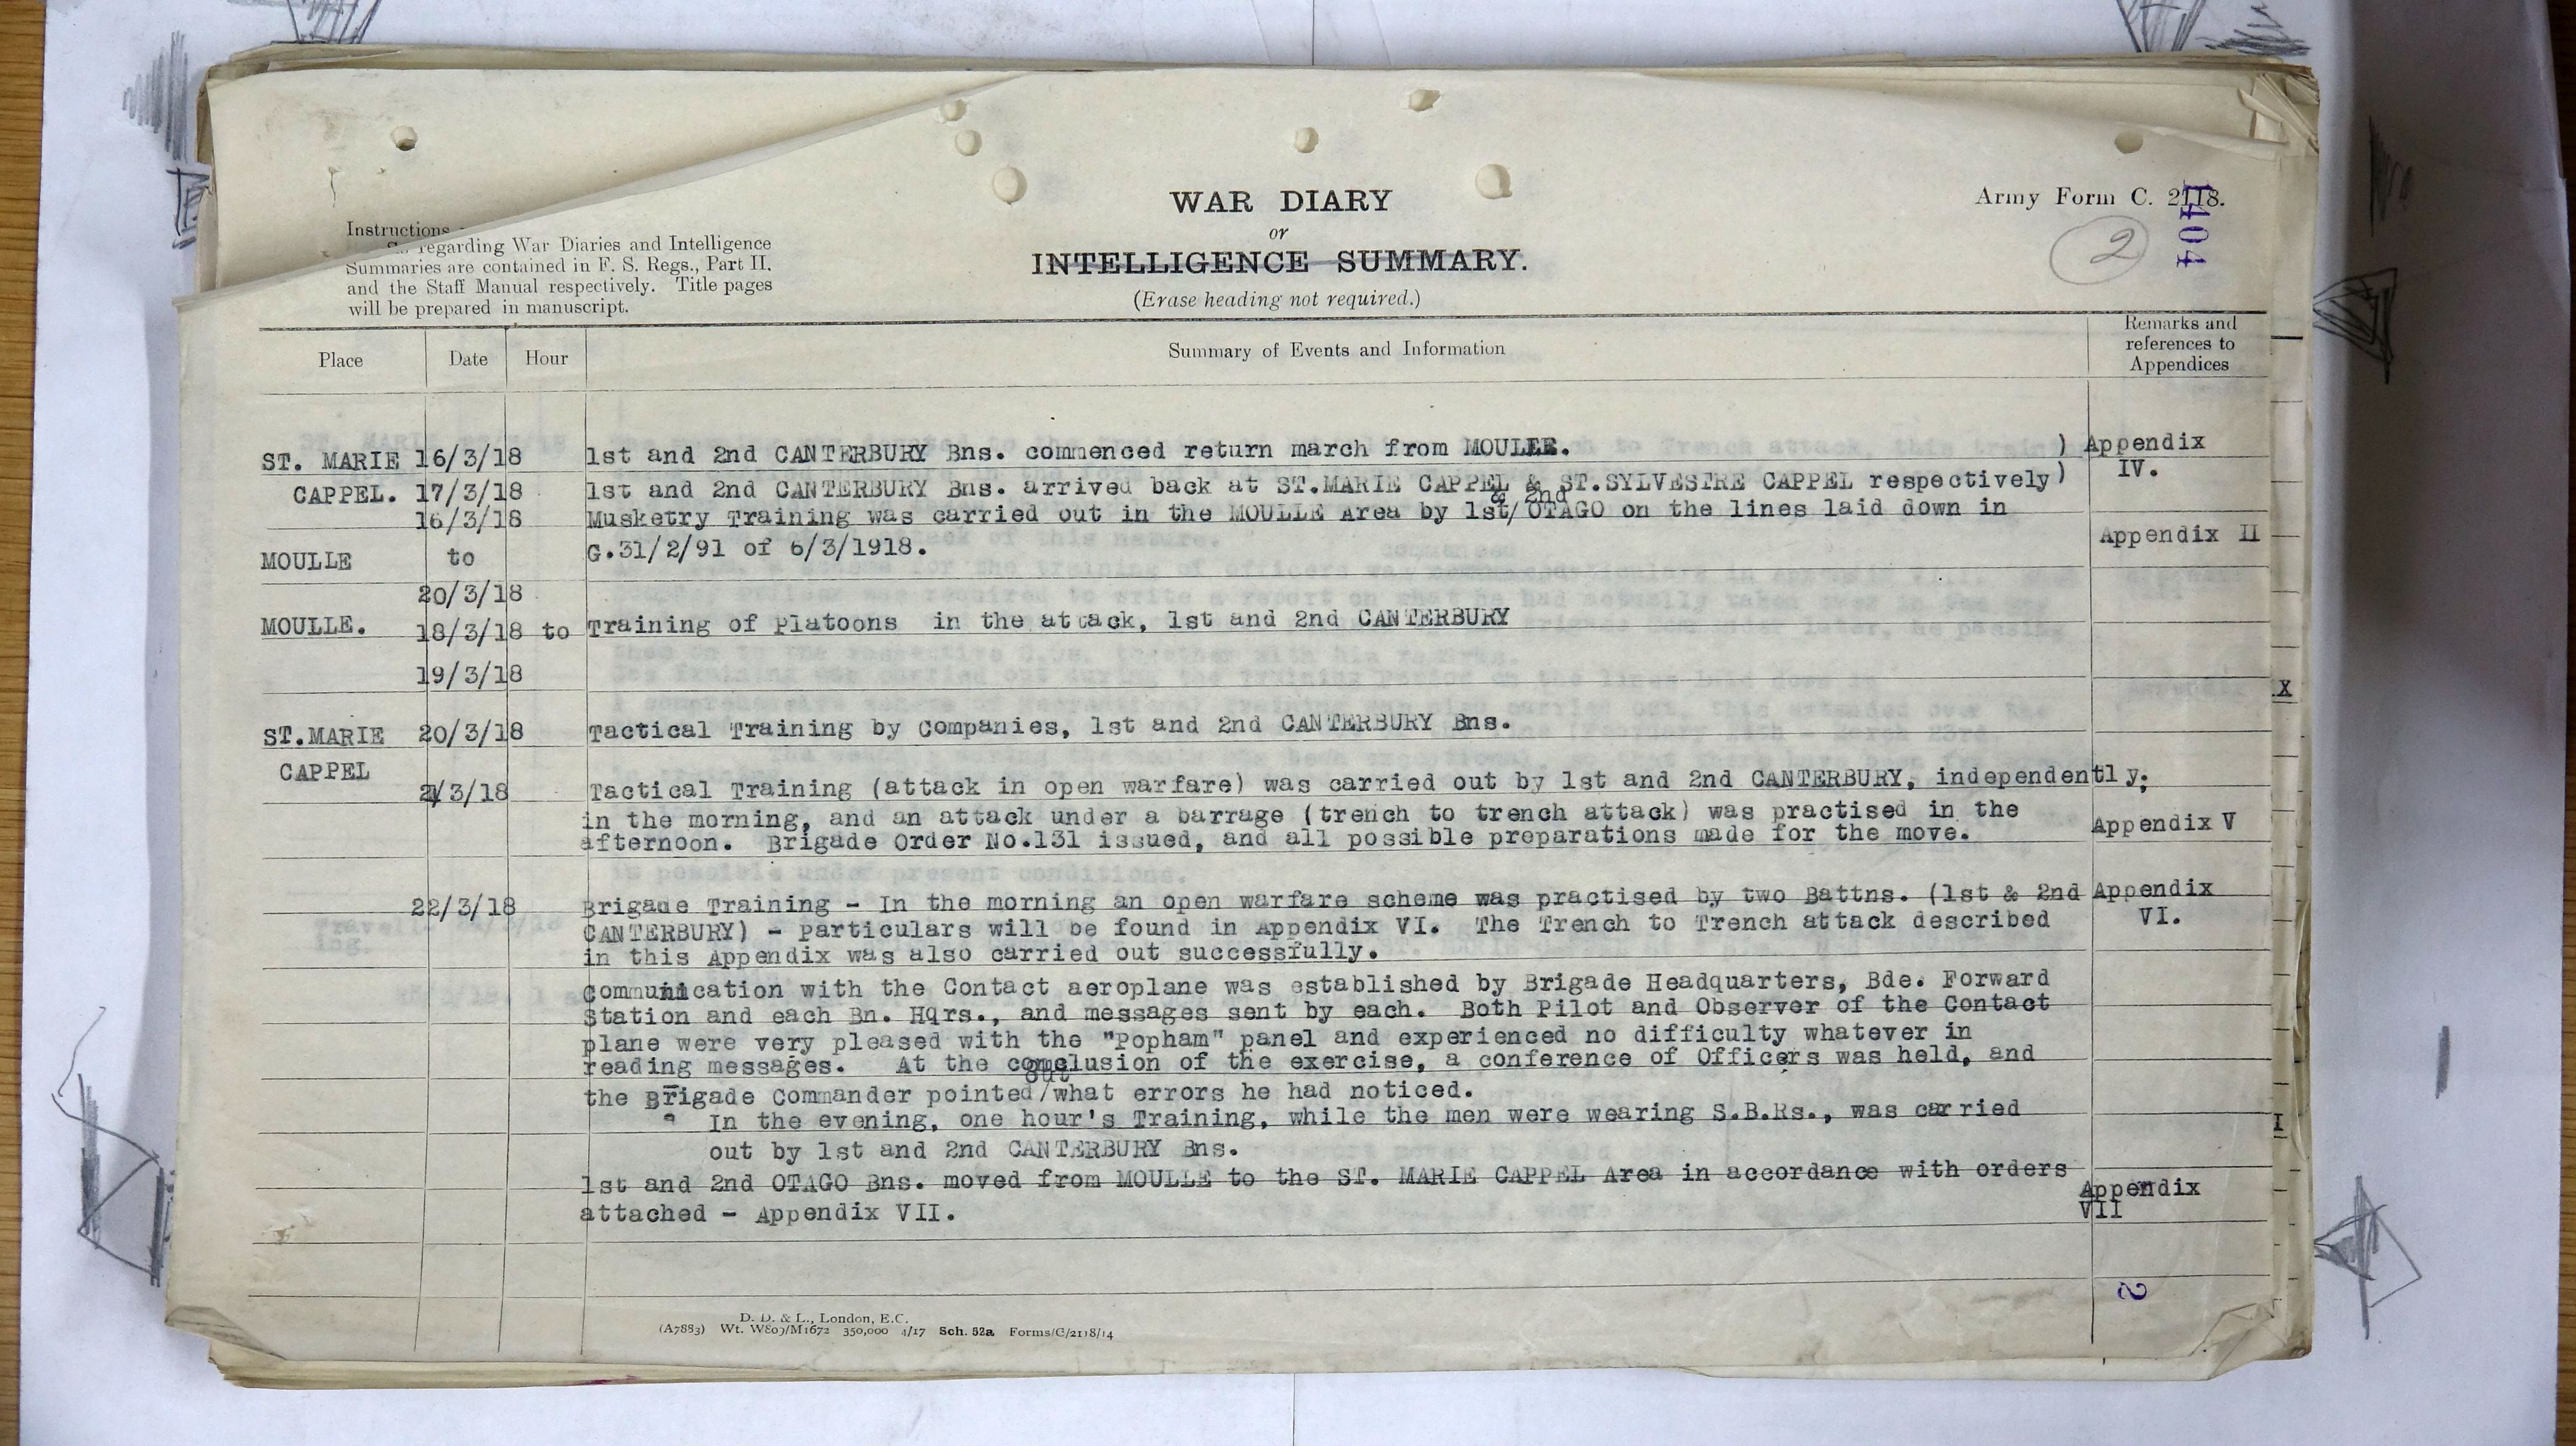 WAR DIARY
or
INTELLIGENCE SUMMARY.
(Erase heading not required.)
Army Form C. 2118.
2
1404
Instructions
regarding War Diaries and Intelligence
Summaries are contained in F. S. Regs., Part II.
and the Staff Manual respectively. Title pages
will be prepared in manuscript.
Place Date Hour Summary of Events and Information Remarks and references to Appendices
ST. MARIE 16/3/18 1st and 2nd CANTERBURY Bns. commenced return march from MOULLE. ) Appendix
CAPPEL. 17/3/18 1st and 2nd CANTERBURY Bns. arrived back at ST.MARIE CAPPEL & ST.SYLVESTRE CAPPEL respectively) IV.
16/3/18 Musketry Training was carried out in the MOULLE Area by 1st/ & 2nd OTAGO on the lines laid down in
MOULLE to G.31/2/91 of 6/3/1918. Appendix II
20/3/18
MOULLE. 18/3/18 to Training of Platoons in the attack, 1st and 2nd CANTERBURY
19/3/18
ST.MARIE 20/3/18 Tactical Training by Companies, 1st and 2nd CANTERBURY Bns.
CAPPEL
21/3/18 Tactical Training (attack in open warfare) was carried out by 1st and 2nd CANTERBURY, independently,
in the morning, and an attack under a barrage (trench to trench attack) was practised in the
afternoon. Brigade Order No.131 issued, and all possible preparations made for the move. Appendix V
22/3/18 Brigade Training - In the morning an open warfare scheme was practised by two Battns. (1st & 2nd Appendix
CANTERBURY) - particulars will be found in Appendix VI. The Trench to Trench attack described VI.
in this Appendix was also carried out successfully.
Communication with the Contact aeroplane was established by Brigade Headquarters, Bde. Forward
Station and each Bn. Hqrs., and messages sent by each. Both Pilot and Observer of the Contact
plane were very pleased with the "Popham" panel and experienced no difficulty whatever in
reading messages. At the conclusion of the exercise, a conference of Officers was held, and
the Brigade Commander pointed/ out what errors he had noticed.
In the evening, one hour's Training, while the men were wearing S.B.Rs., was carried
out by 1st and 2nd CANTERBURY Bns.
1st and 2nd OTAGO Bns. moved from MOULLE to the ST. MARIE CAPPEL Area in accordance with orders
attached - Appendix VII. Appendix
VII
2
X
I
D. D. & L., London, E.C.
(A7883) Wt. W809/M1672 350,000 4/17 Sch. 52a Forms/C/2118/14